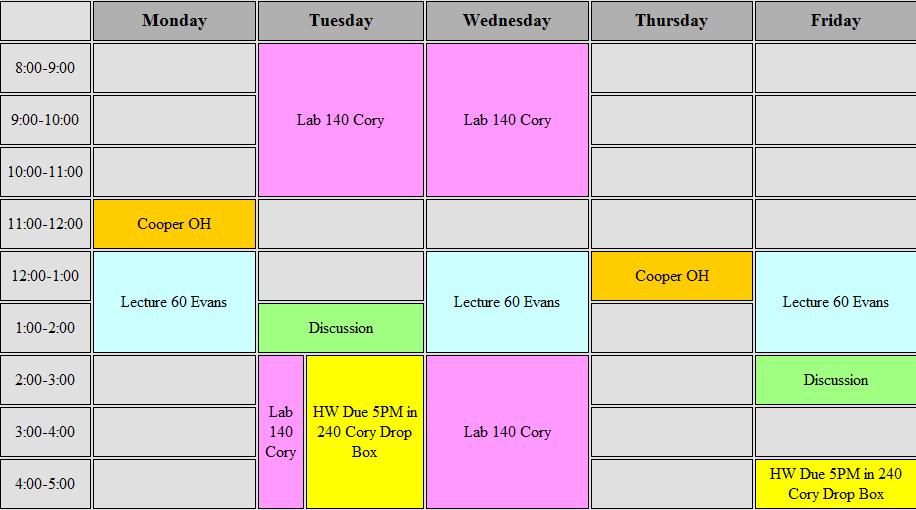 Monday Tuesday Wednesday Thursday Friday
8:00-9:00
9:00-10:00 Lab 140 Cory Lab 140 Cory
10:00-11:00
11:00-12:00 Cooper OH
12:00-1:00 Cooper OH
Lecture 60 Evans Lecture 60 Evans Lecture 60 Evans
1:00-2:00 Discussion
2:00-3:00 Discussion
Lab
140
Cory
HW Due 5PM in
240 Cory Drop
Box
3:00-4:00 Lab 140 Cory
4:00-5:00
HW Due 5PM in 240
Cory Drop Box